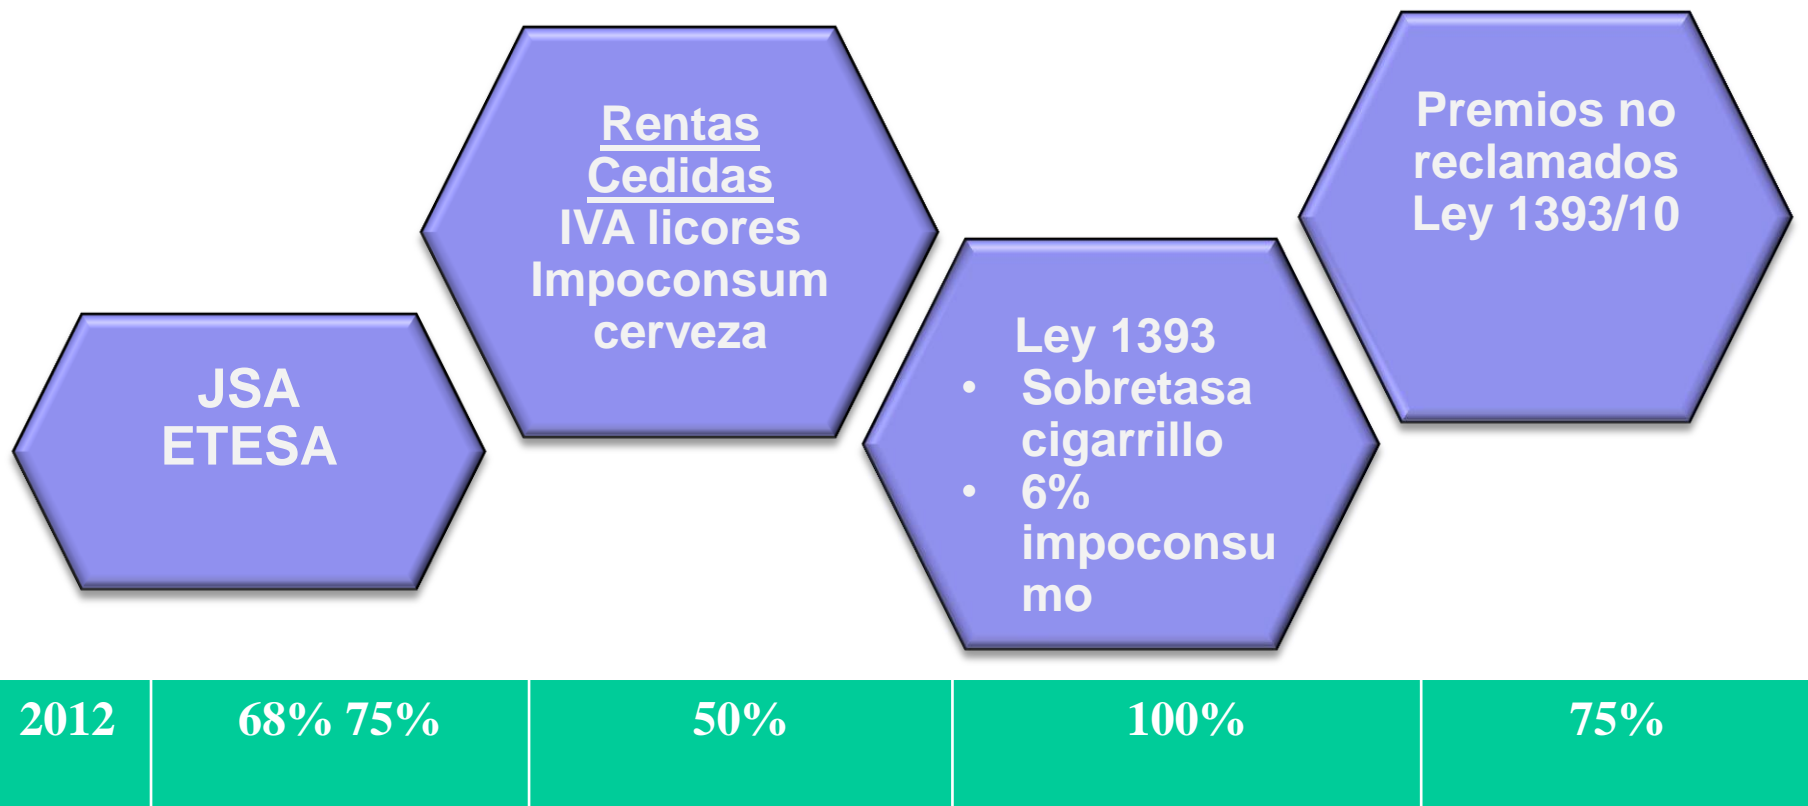 JSA
ETESA
Rentas
Cedidas
IVA licores
Impoconsum
cerveza
Ley 1393
• Sobretasa
cigarrillo
• 6%
impoconsu
mo
Premios no
reclamados
Ley 1393/10
2012 68% 75% 50% 100% 75%